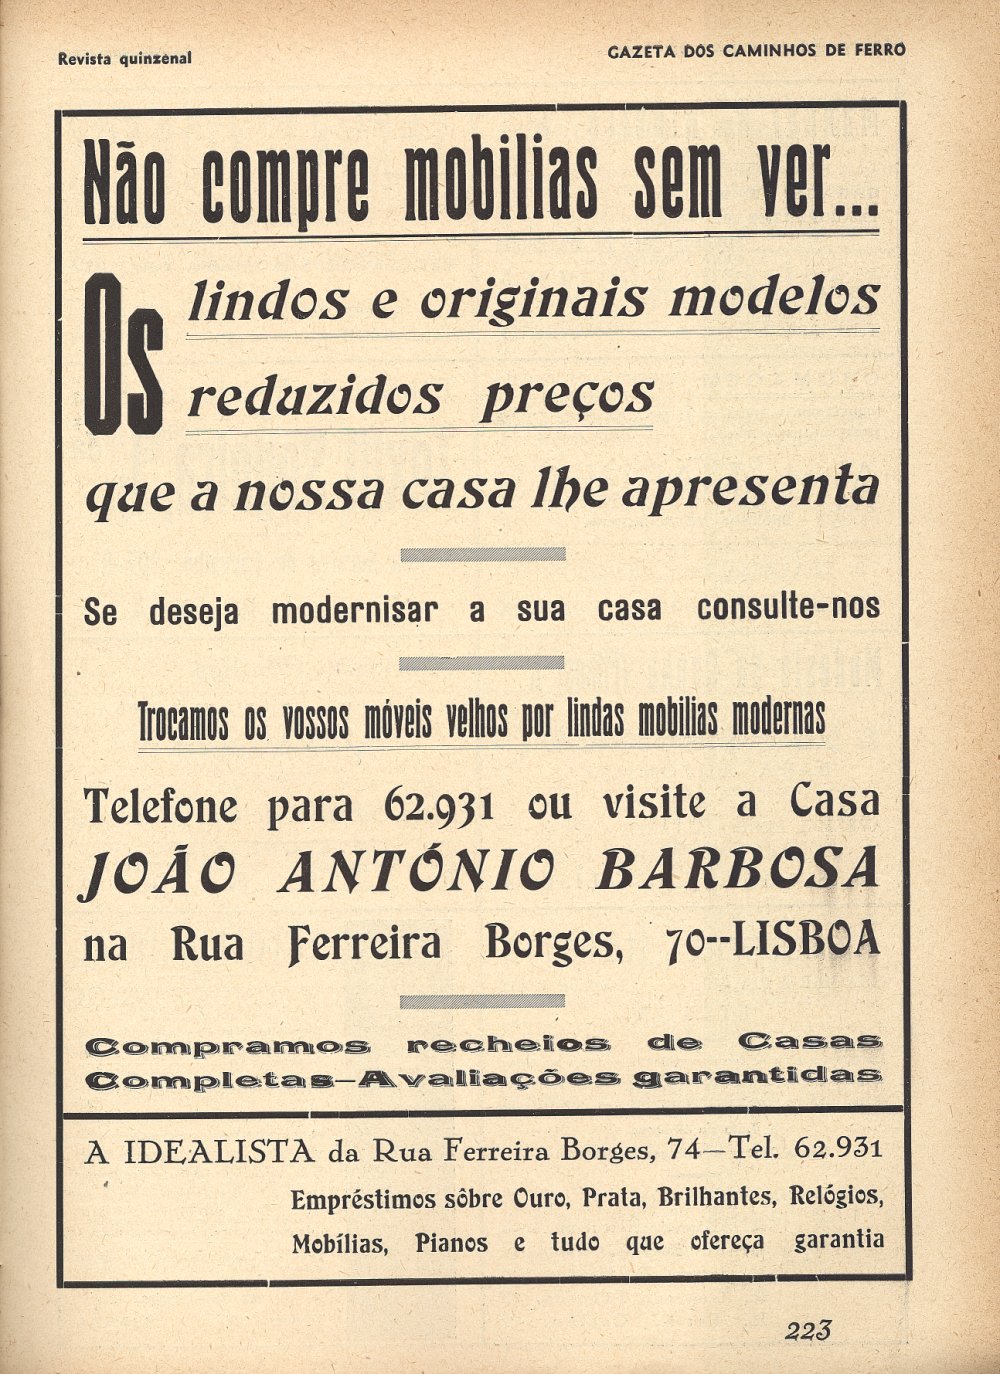 Revista quinzenal
GAZETA DOS CAMINHOS DE FERRO
Não compre mobilias sem ver...
Os lindos e originais modelos
reduzidos preços
que a nossa casa lhe apresenta
Se deseja modernisar a sua casa consulte-nos
Trocamos os vossos móveis velhos por lindas mobilias modernas
Telefone para 62.931 ou visite a Casa
JOÃO ANTÓNIO BARBOSA
na Rua Ferreira Borges, 70--LISBOA
Compramos recheios de Casas
Completas—Avaliações garantidas
A IDEALISTA da Rua Ferreira Borges, 74—Tel. 62.931
Empréstimos sôbre Ouro, Prata, Brilhantes, Relógios,
Mobílias, Pianos e tudo que ofereça garantia
223